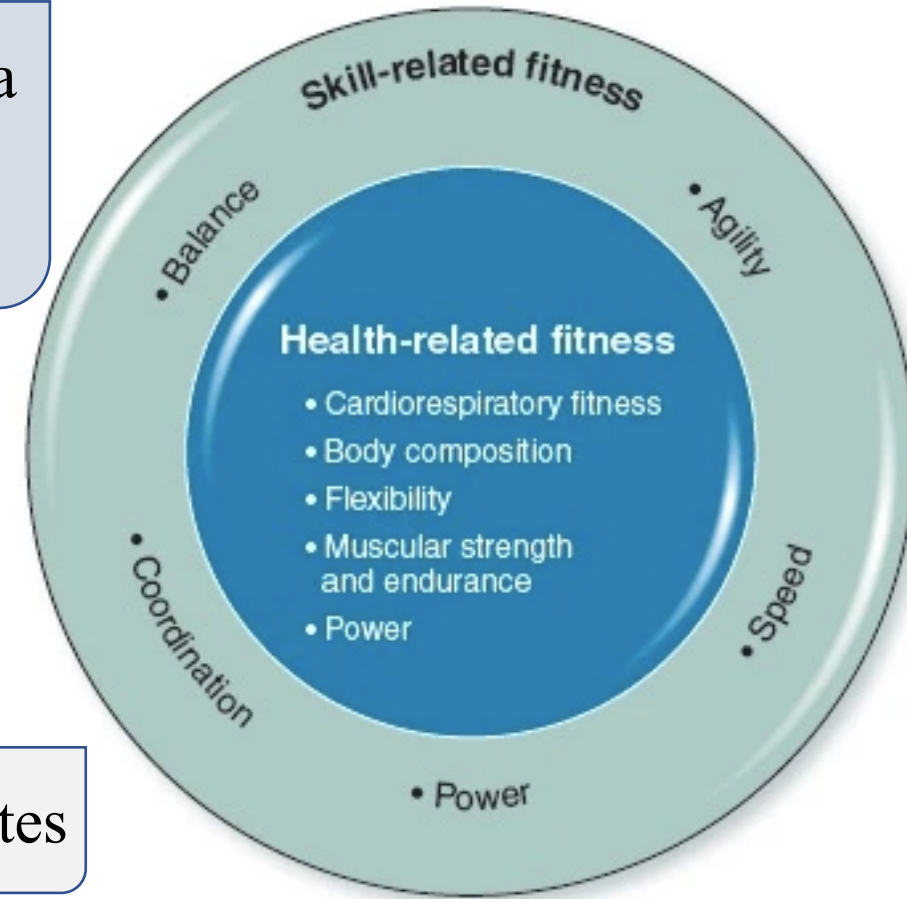 a
Skill-related fitness
• Balance
• Agility
Health-related fitness
• Cardiorespiratory fitness
• Body composition
• Flexibility
• Muscular strength
and endurance
• Power
• Coordination
• Speed
• Power
tes